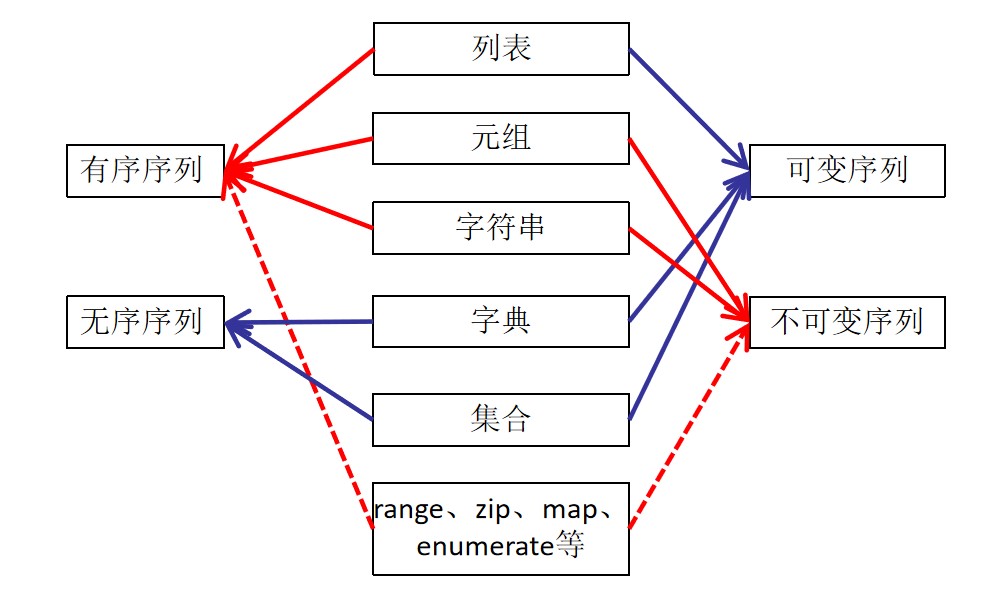 列表
元组
有序序列
可变序列
字符串
无序序列
字典
不可变序列
集合
range、zip、map、
enumerate等